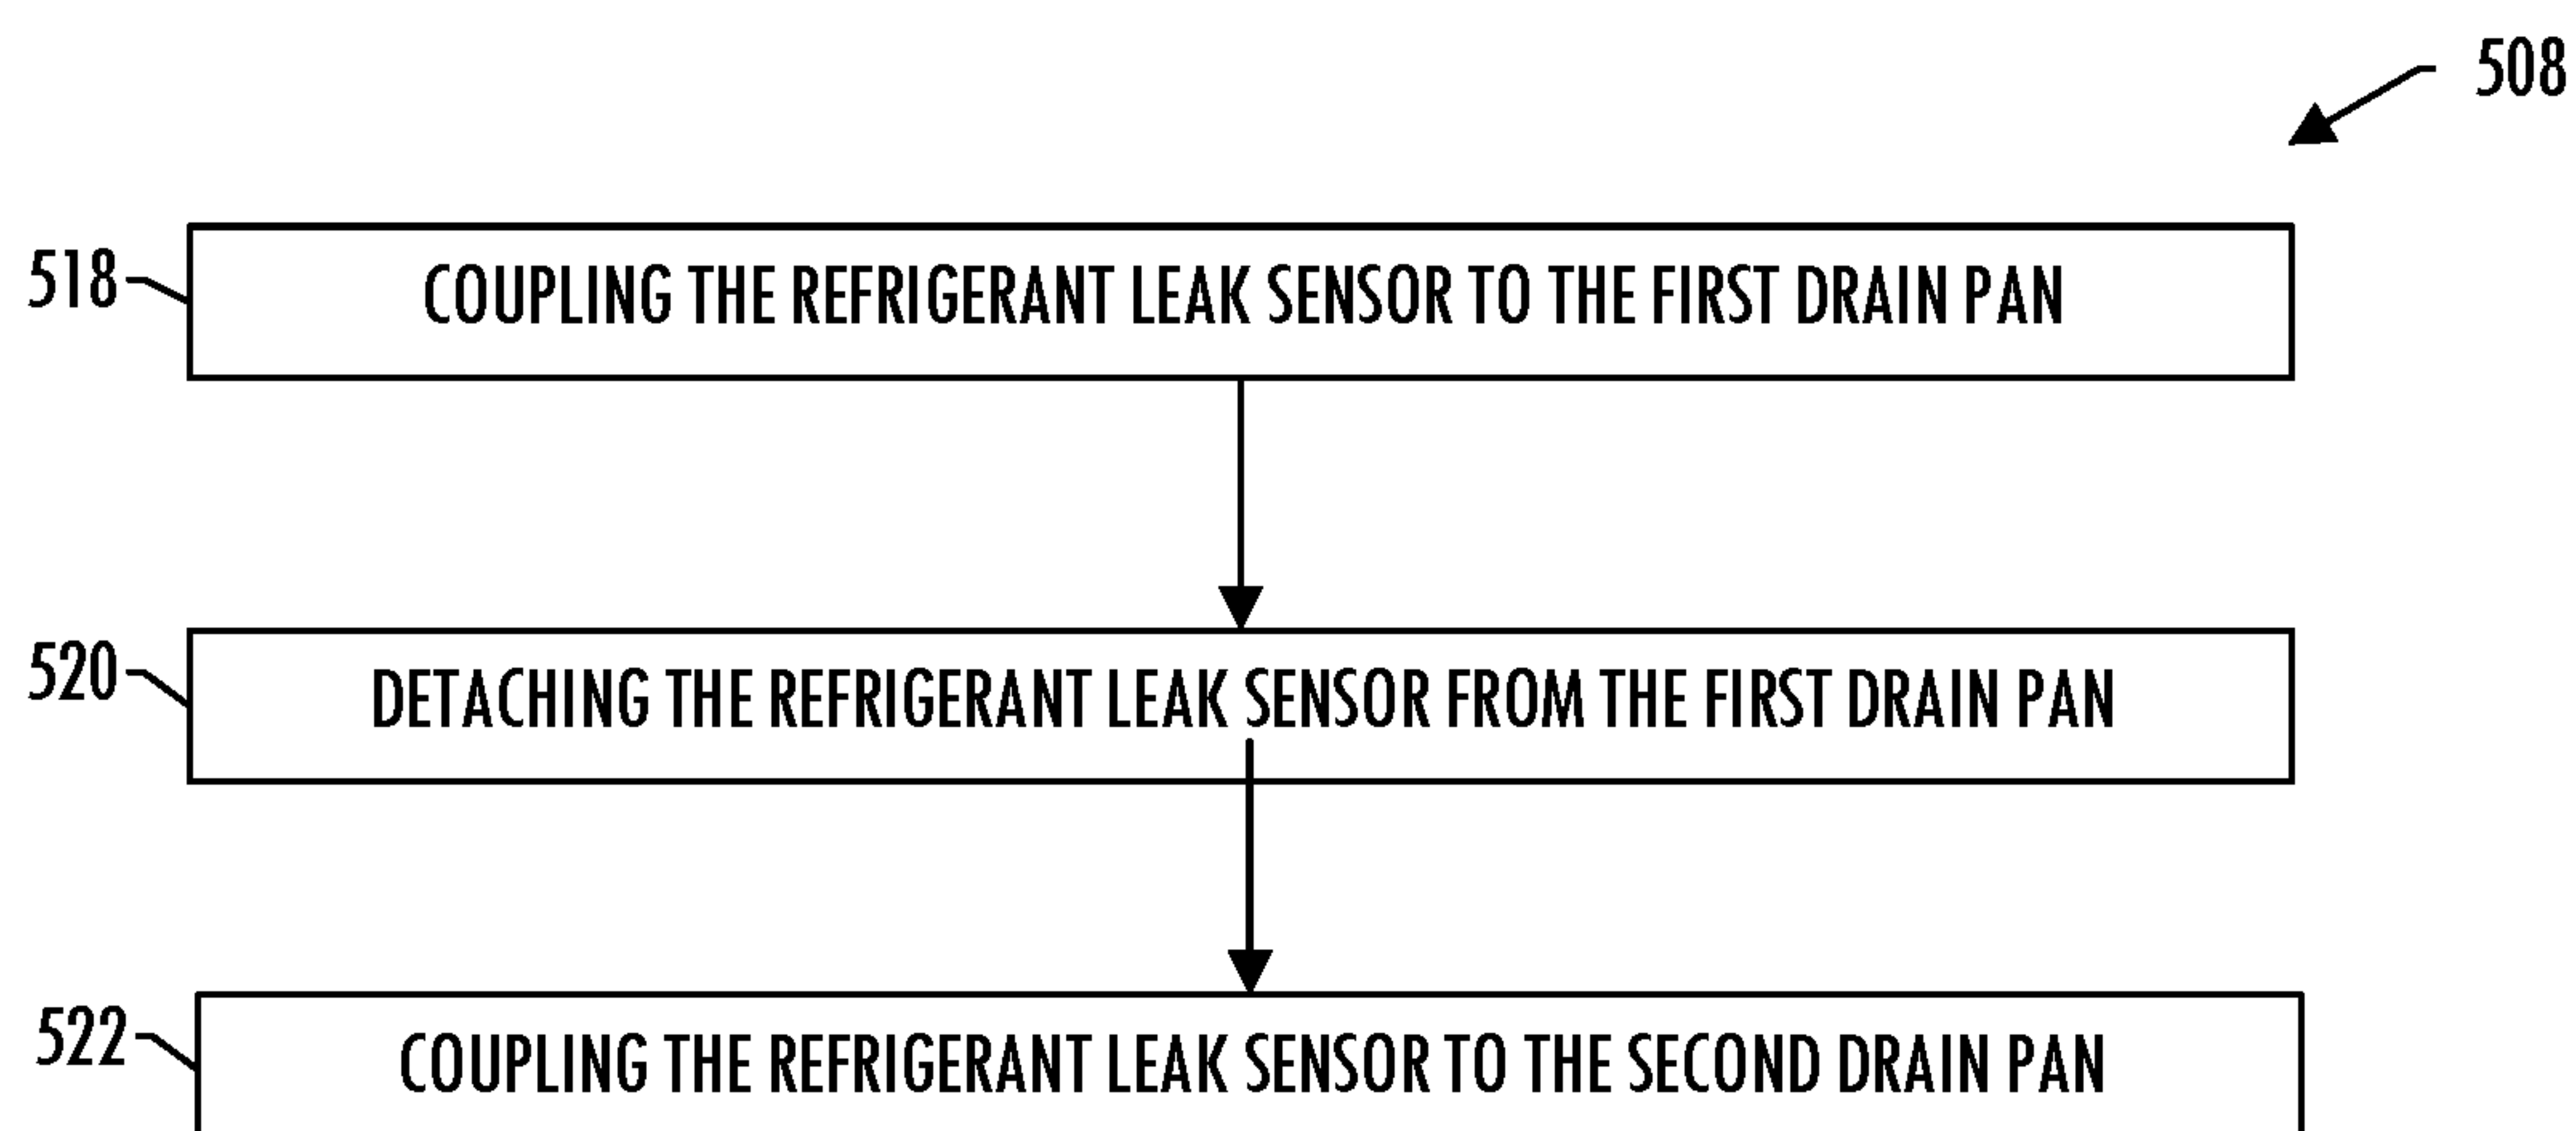 508
518
COUPLING THE REFRIGERANT LEAK SENSOR TO THE FIRST DRAIN PAN
520
DETACHING THE REFRIGERANT LEAK SENSOR FROM THE FIRST DRAIN PAN
522
COUPLING THE REFRIGERANT LEAK SENSOR TO THE SECOND DRAIN PAN